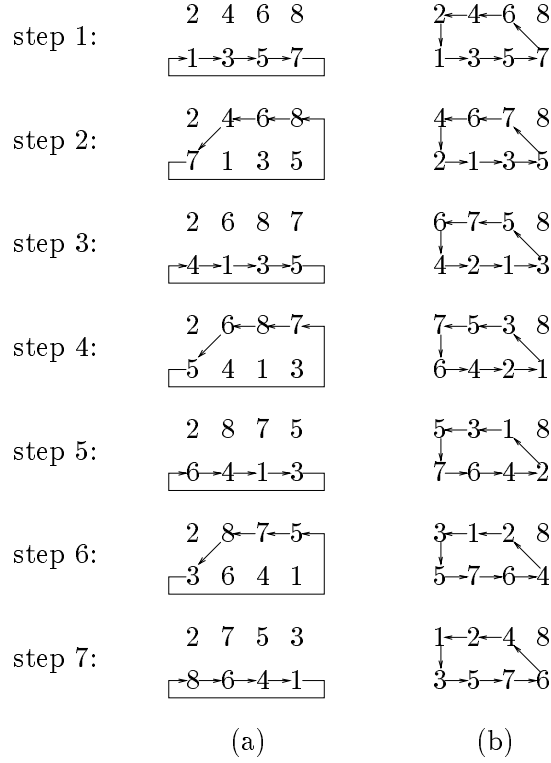 2 4 6 8 2 4 6 8
step 1:
1 3 5 7 1 3 5 7
2 4 6 8 4 6 7 8
step 2:
7 1 3 5 2 1 3 5
2 6 8 7 6 7 5 8
step 3:
4 1 3 5 4 2 1 3
2 6 8 7 7 5 3 8
step 4:
5 4 1 3 6 4 2 1
2 8 7 5 5 3 1 8
step 5:
6 4 1 3 7 6 4 2
2 8 7 5 3 1 2 8
step 6:
3 6 4 1 5 7 6 4
2 7 5 3 1 2 4 8
step 7:
8 6 4 1 3 5 7 6
(a) (b)